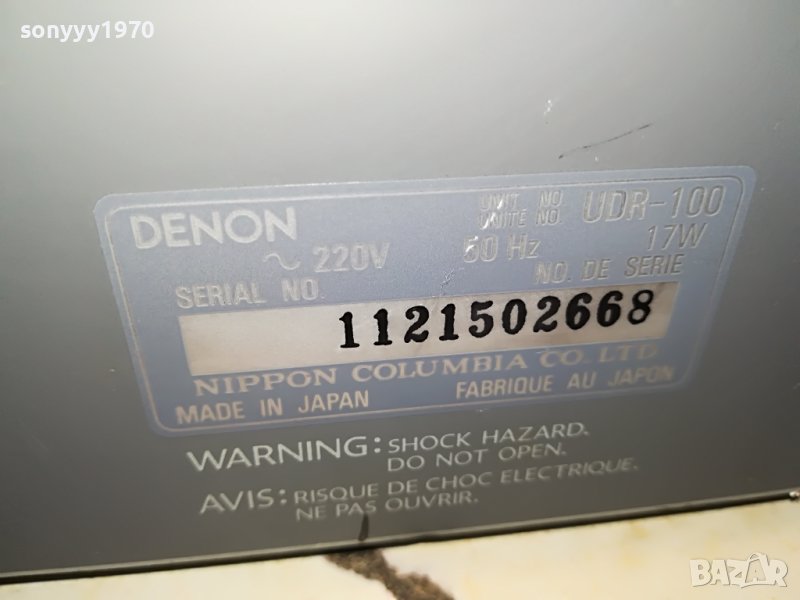 sonyyy1970
DENON
UNIT. NO.
UNITÉ NO. UDR-100
~ 220V 50 Hz 17W
SERIAL NO. NO. DE SERIE
1121502668
NIPPON COLUMBIA CO. LTD
MADE IN JAPAN FABRIQUE AU JAPON
WARNING: SHOCK HAZARD.
DO NOT OPEN.
AVIS: RISQUE DE CHOC ELECTRIQUE.
NE PAS OUVRIR.
BAZAR